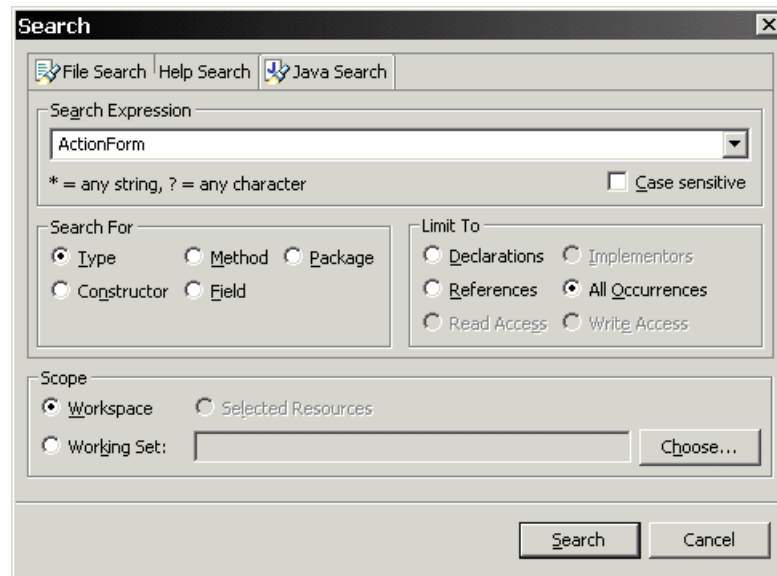 Search
File Search Help Search Java Search
Search Expression
ActionForm
* = any string, ? = any character Case sensitive
Search For
Type Method Package
Constructor Field
Limit To
Declarations Implementors
References All Occurrences
Read Access Write Access
Scope
Workspace Selected Resources
Working Set: Choose...
Search Cancel